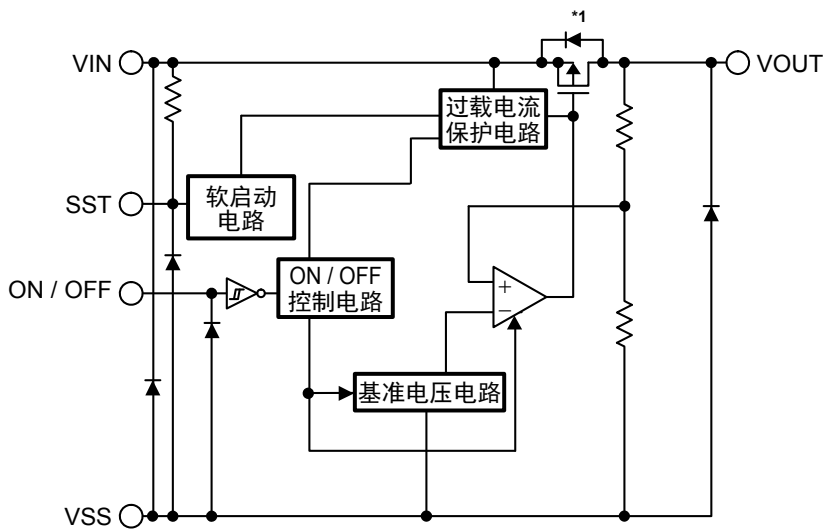 *1
VIN
VOUT
过载电流
保护电路
SST
软启动
电路
ON / OFF
ON / OFF
控制电路
+
−
基准电压电路
VSS